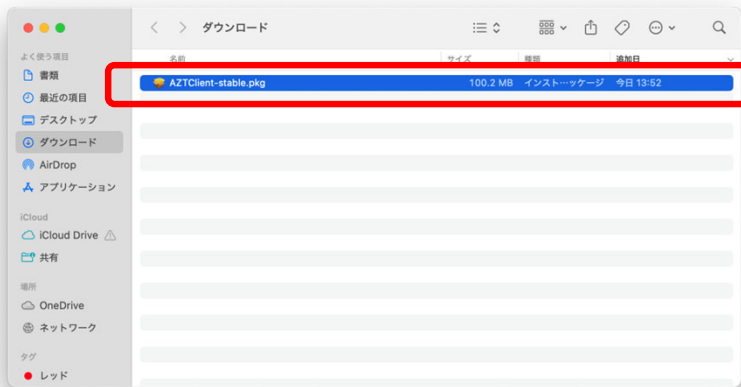 ダウンロード
よく使う項目
書類
最近の項目
デスクトップ
ダウンロード
AirDrop
アプリケーション
iCloud
iCloud Drive
共有
場所
OneDrive
ネットワーク
タグ
レッド
名前 サイズ 種類 追加日
AZTClient-stable.pkg 100.2 MB インスト…ッケージ 今日 13:52